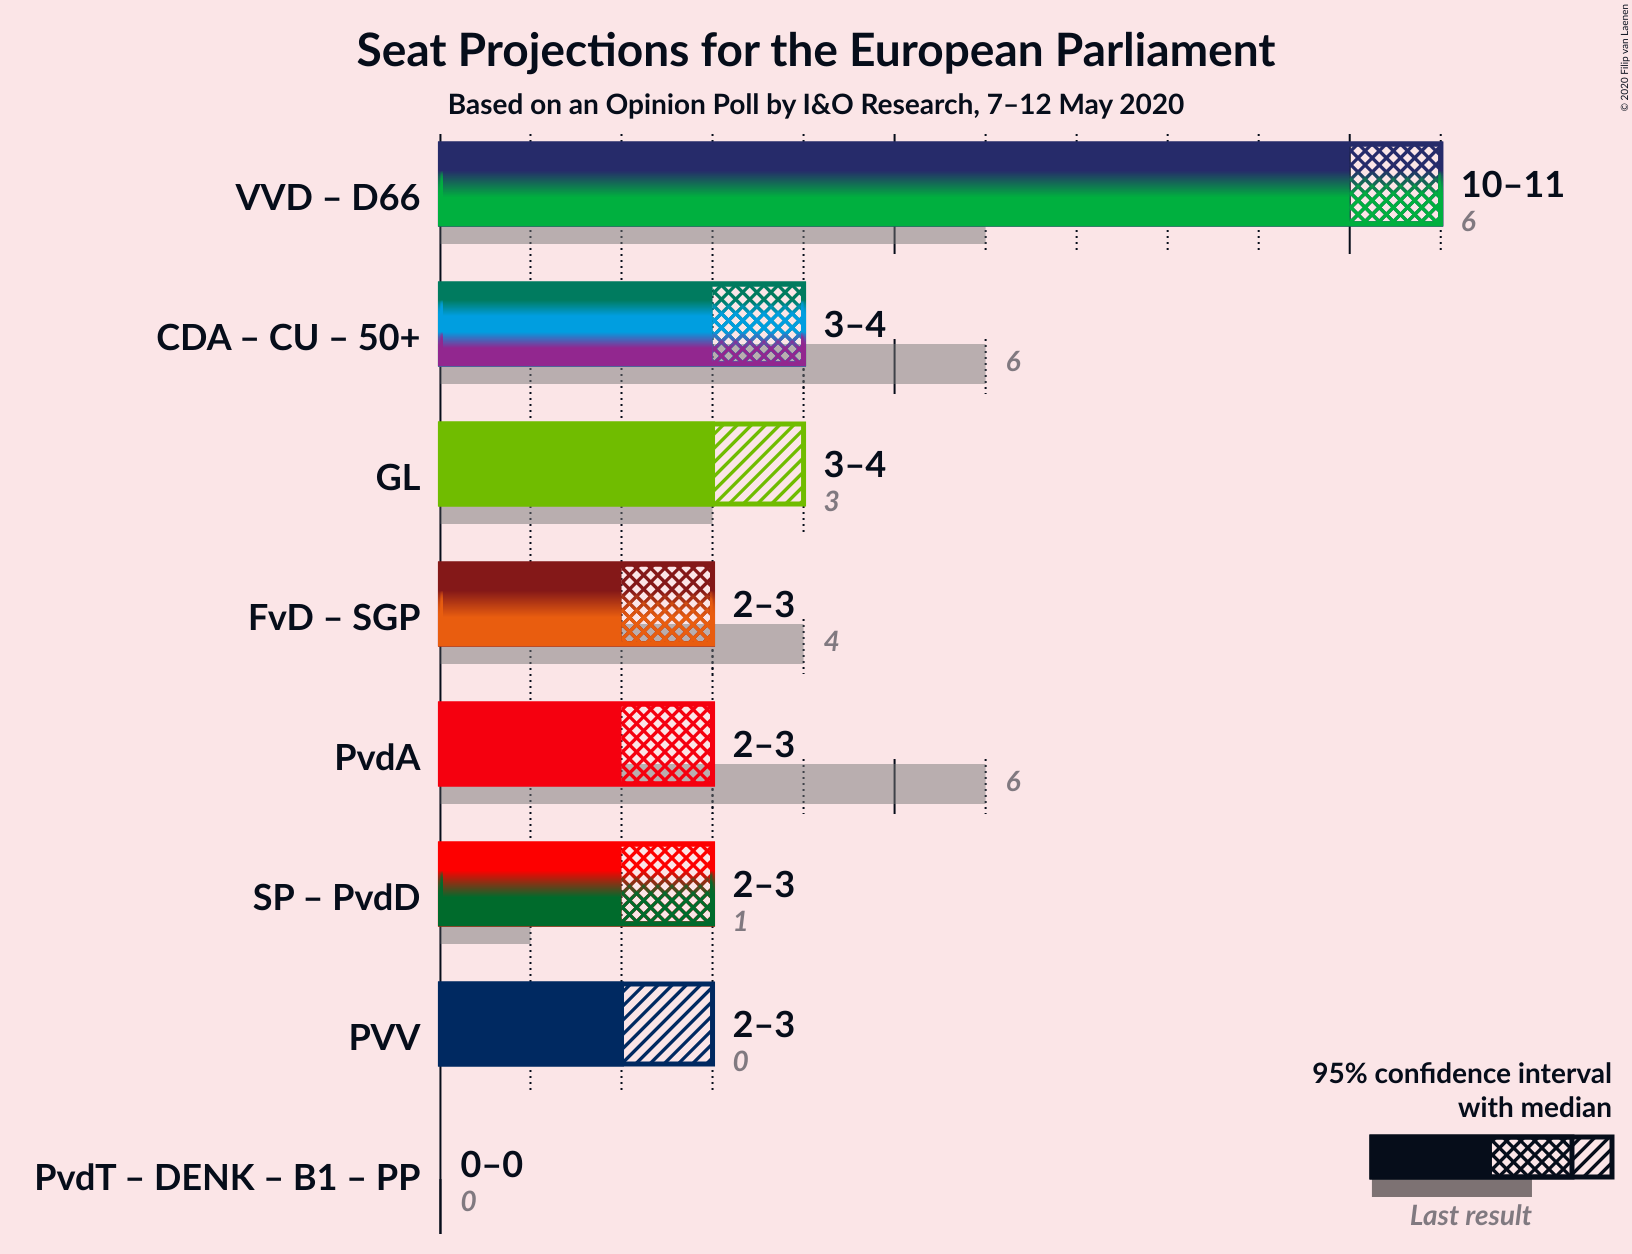 Seat Projections for the European Parliament
Based on an Opinion Poll by I&O Research, 7–12 May 2020
© 2020 Filip van Laenen
VVD – D66
10–11
6
CDA – CU – 50+
3–4
6
GL
3–4
3
FvD – SGP
2–3
4
PvdA
2–3
6
SP – PvdD
2–3
1
PVV
2–3
0
PvdT – DENK – B1 – PP
0–0
0
95% confidence interval
with median
Last result